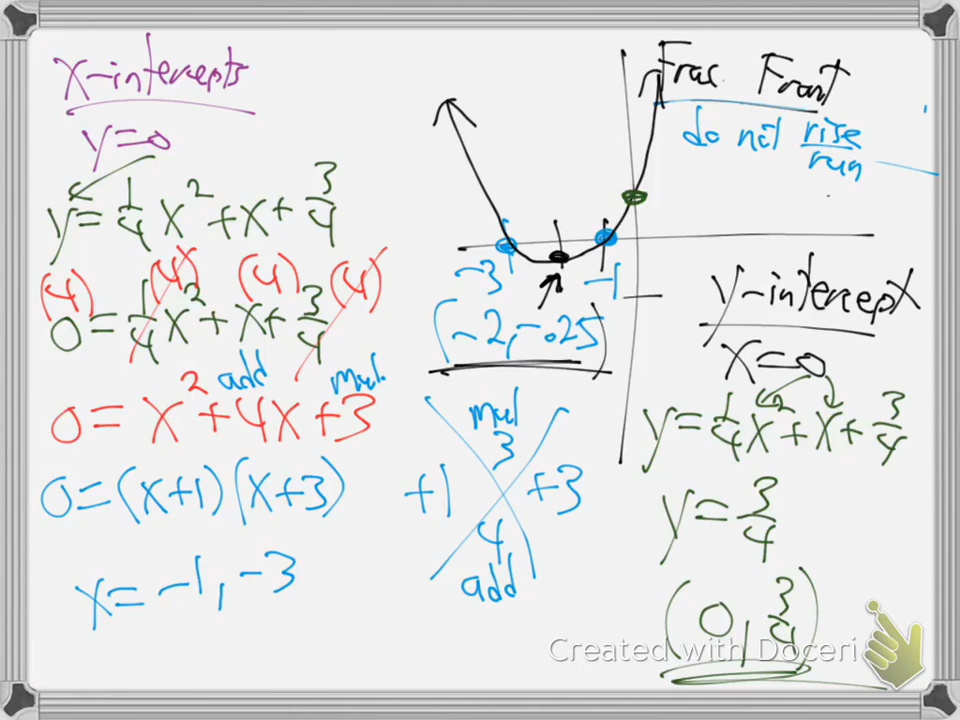 x-intercepts
y=0
y= 1/4 x² + x + 3/4
(4) (4) (4) (4)
0 = 1/4 x² + x + 3/4
add mul
0 = x² + 4x + 3
0 = (x+1)(x+3)
x = -1, -3
Frac Front
do not rise/run
-3 -1
(-2, -.25)
mul
3
+1 +3
4
add
y-intercept
x=0
y= 1/4 x² + x + 3/4
y = 3/4
(0, 3/4)
Created with Doceri